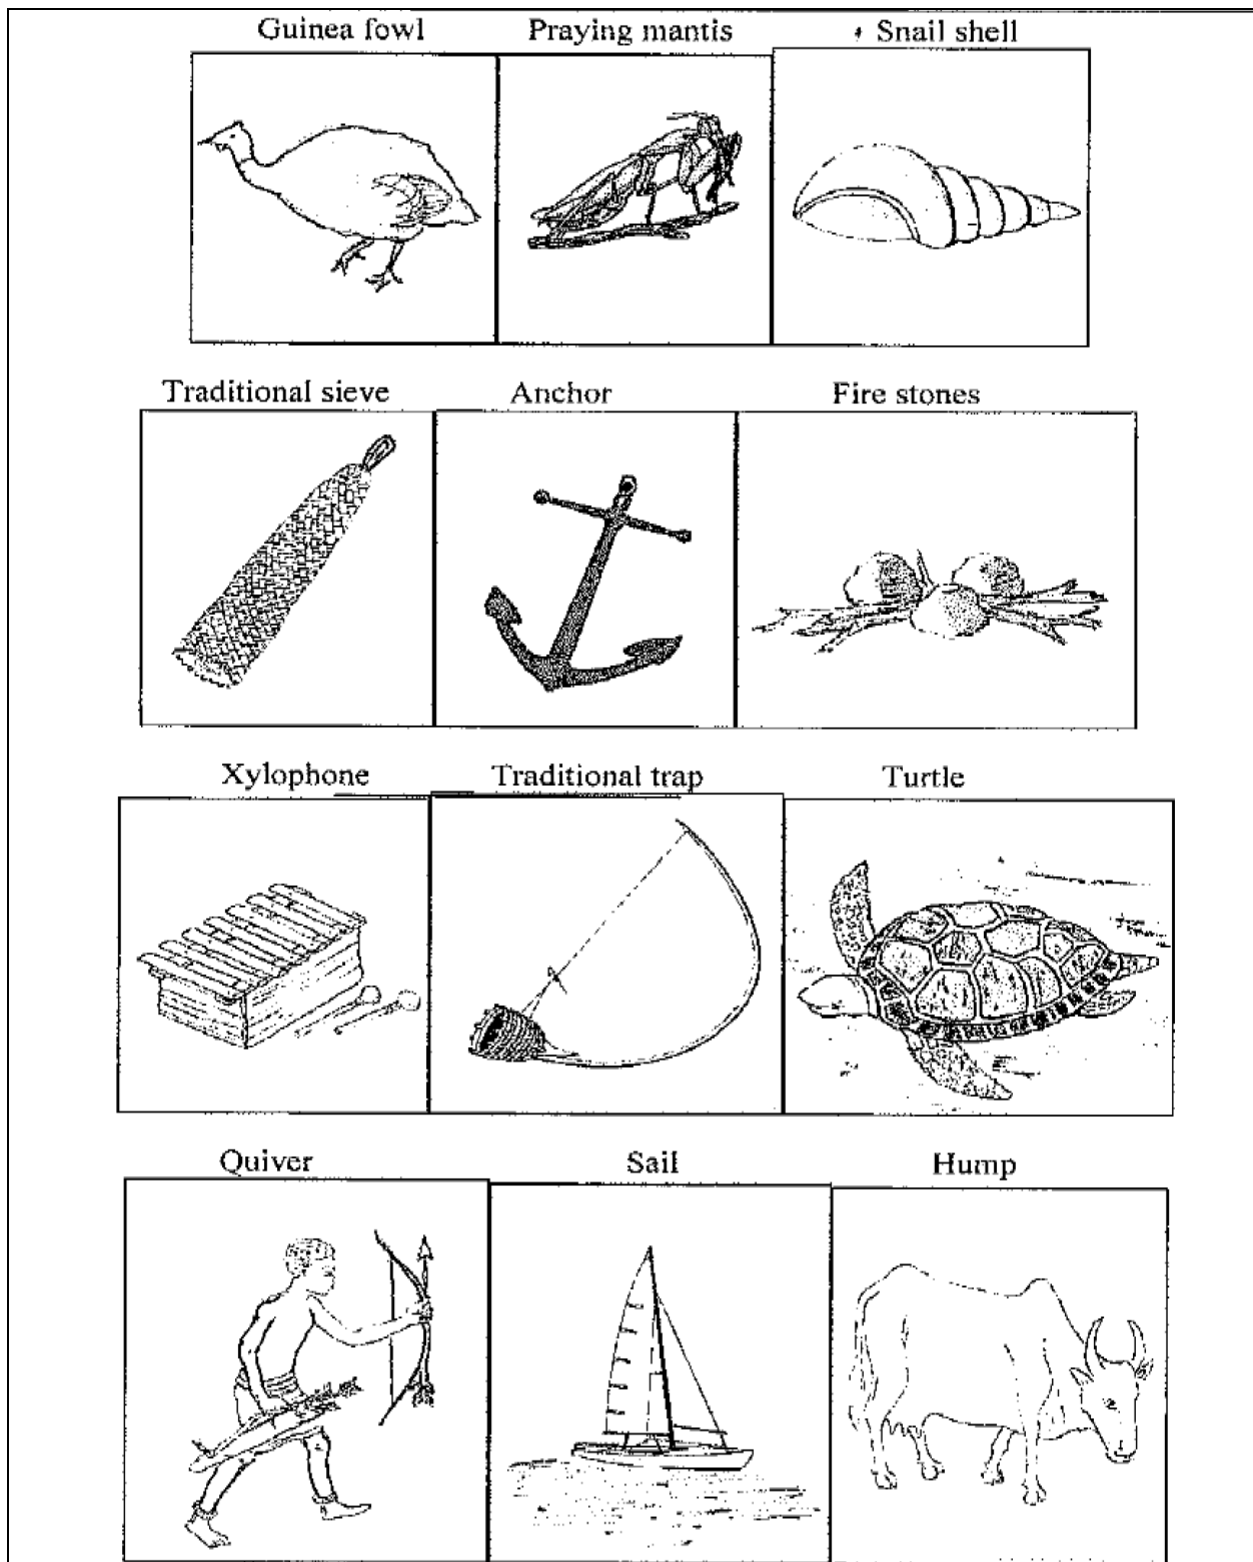 Guinea fowl Praying mantis Snail shell
Traditional sieve Anchor Fire stones
Xylophone Traditional trap Turtle
Quiver Sail Hump